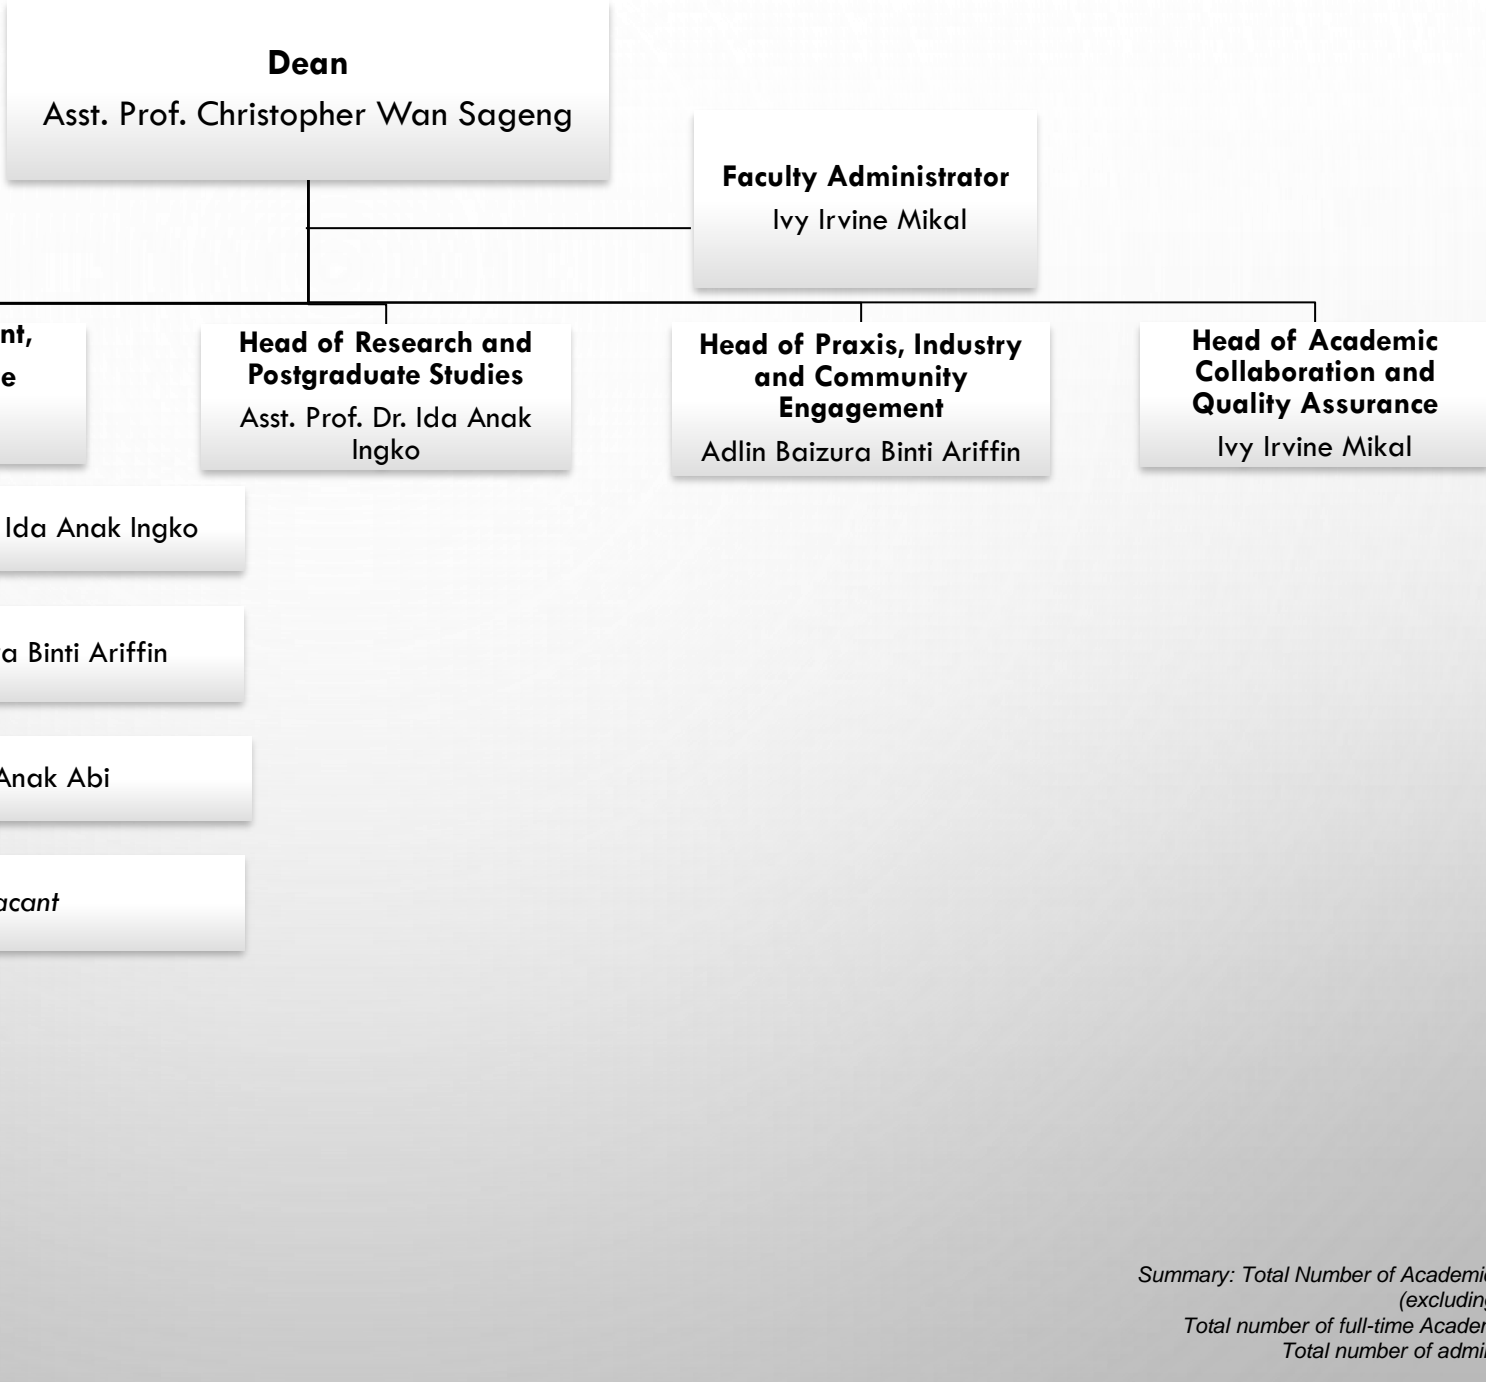 Dean
Asst. Prof. Christopher Wan Sageng
Faculty Administrator
Ivy Irvine Mikal
nt,
e
Head of Research and
Postgraduate Studies
Asst. Prof. Dr. Ida Anak
Ingko
Head of Praxis, Industry
and Community
Engagement
Adlin Baizura Binti Ariffin
Head of Academic
Collaboration and
Quality Assurance
Ivy Irvine Mikal
Ida Anak Ingko
a Binti Ariffin
Anak Abi
acant
Summary: Total Number of Academi
(excludin
Total number of full-time Acade
Total number of admi